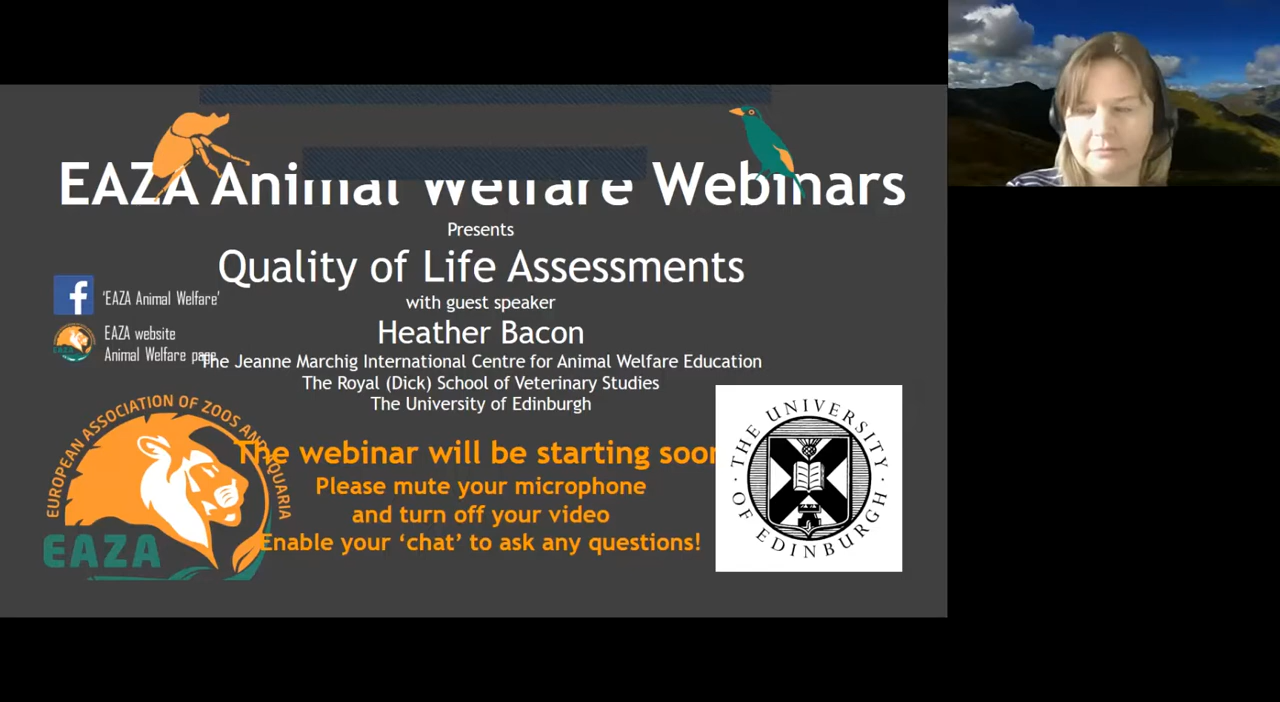 EAZA Animal Welfare Webinars
Presents
Quality of Life Assessments
with guest speaker
Heather Bacon
The Jeanne Marchig International Centre for Animal Welfare Education
The Royal (Dick) School of Veterinary Studies
The University of Edinburgh
'EAZA Animal Welfare'
EAZA website
Animal Welfare page
The webinar will be starting soon
Please mute your microphone
and turn off your video
Enable your ‘chat’ to ask any questions!
EUROPEAN ASSOCIATION OF ZOOS AND AQUARIA
EAZA
THE UNIVERSITY OF EDINBURGH